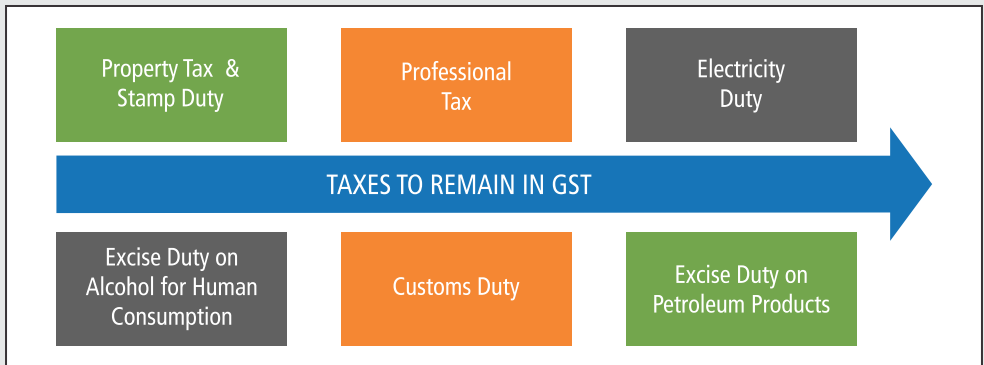 Property Tax &
Stamp Duty
Professional
Tax
Electricity
Duty
TAXES TO REMAIN IN GST
Excise Duty on
Alcohol for Human
Consumption
Customs Duty
Excise Duty on
Petroleum Products